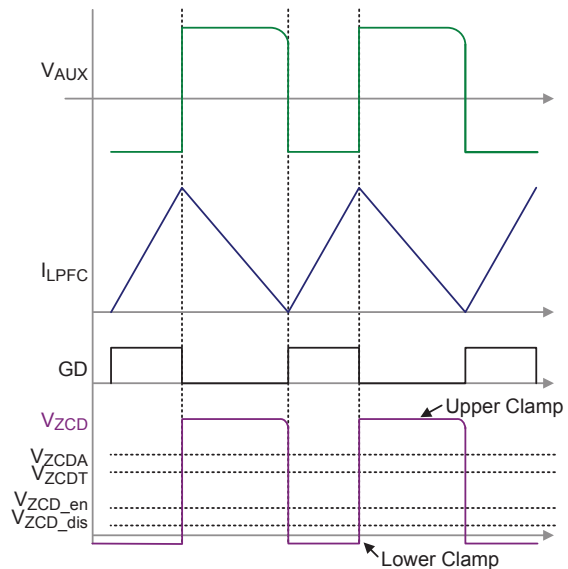 VAUX
ILPFC
GD
VZCD
Upper Clamp
VZCDA
VZCDT
VZCD_en
VZCD_dis
Lower Clamp